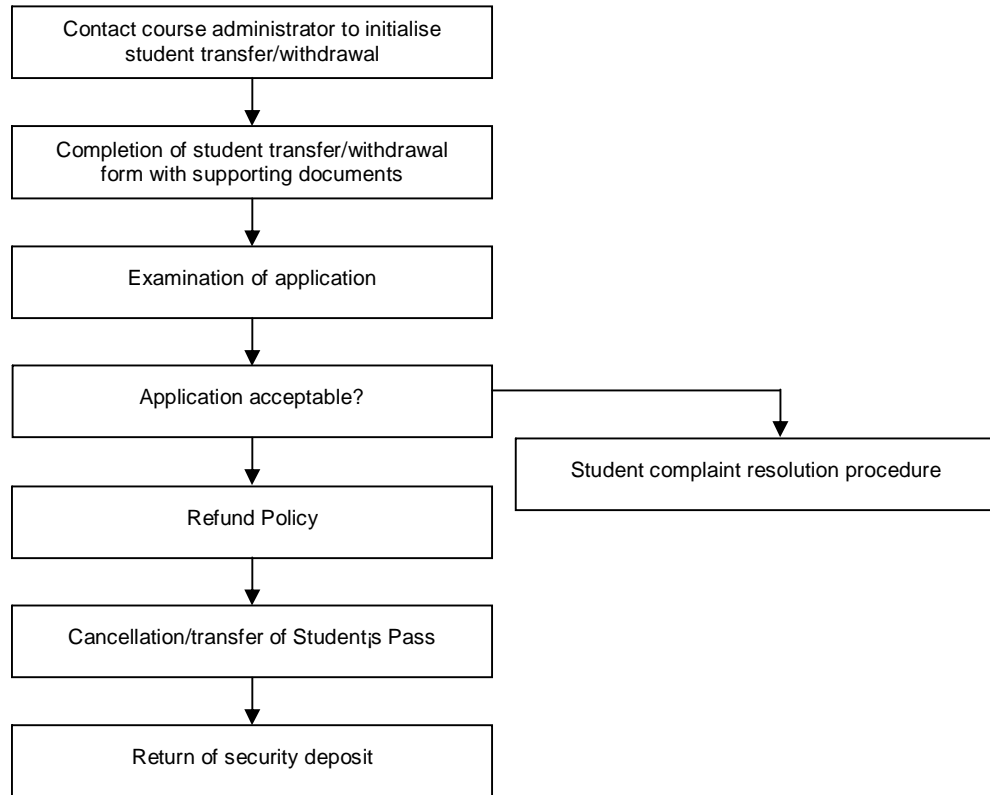 Contact course administrator to initialise
student transfer/withdrawal
Completion of student transfer/withdrawal
form with supporting documents
Examination of application
Application acceptable?
Student complaint resolution procedure
Refund Policy
Cancellation/transfer of Student¡s Pass
Return of security deposit